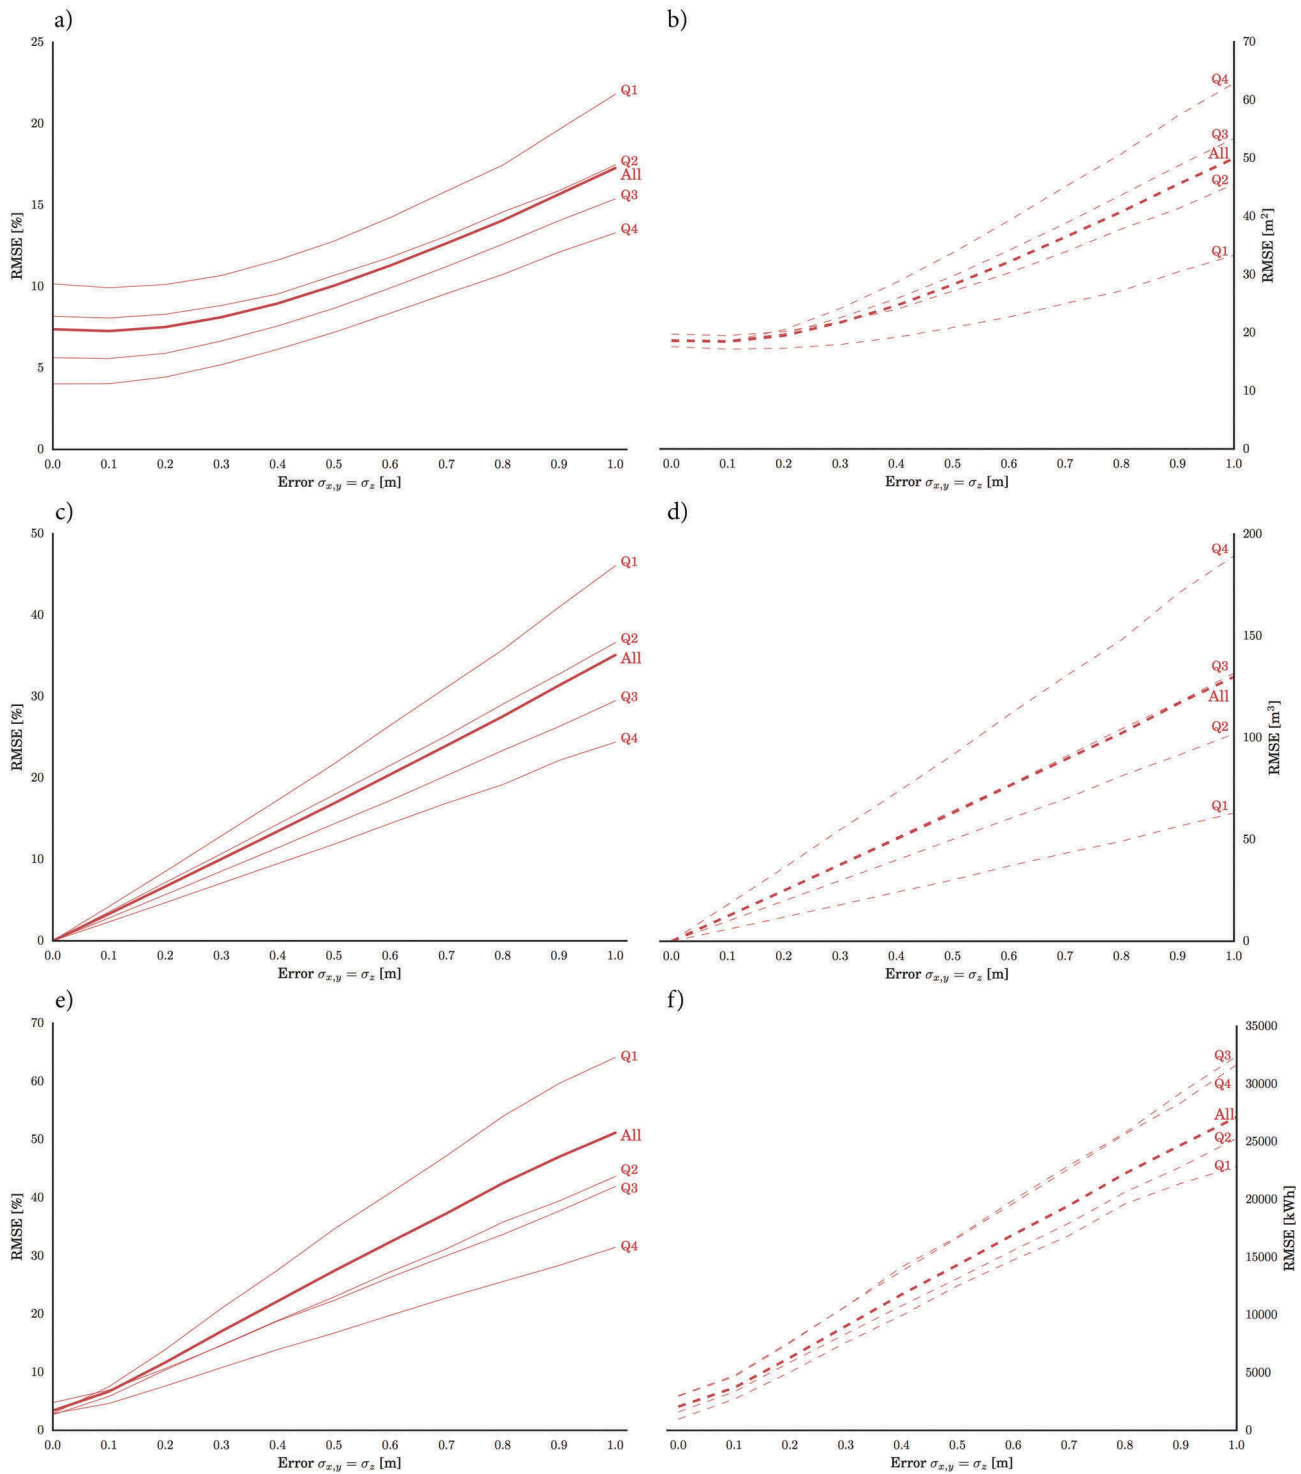 a)
25
20
15
10
5
0
RMSE [%]
Q1
Q2
All
Q3
Q4
0.0 0.1 0.2 0.3 0.4 0.5 0.6 0.7 0.8 0.9 1.0
Error σx,y = σz [m]
b)
70
60
50
40
30
20
10
0
RMSE [m²]
Q4
Q3
All
Q2
Q1
0.0 0.1 0.2 0.3 0.4 0.5 0.6 0.7 0.8 0.9 1.0
Error σx,y = σz [m]
c)
50
40
30
20
10
0
RMSE [%]
Q1
Q2
All
Q3
Q4
0.0 0.1 0.2 0.3 0.4 0.5 0.6 0.7 0.8 0.9 1.0
Error σx,y = σz [m]
d)
200
150
100
50
0
RMSE [m³]
Q4
Q3
All
Q2
Q1
0.0 0.1 0.2 0.3 0.4 0.5 0.6 0.7 0.8 0.9 1.0
Error σx,y = σz [m]
e)
70
60
50
40
30
20
10
0
RMSE [%]
Q1
All
Q2
Q3
Q4
0.0 0.1 0.2 0.3 0.4 0.5 0.6 0.7 0.8 0.9 1.0
Error σx,y = σz [m]
f)
35000
30000
25000
20000
15000
10000
5000
0
RMSE [kWh]
Q3
Q4
All
Q2
Q1
0.0 0.1 0.2 0.3 0.4 0.5 0.6 0.7 0.8 0.9 1.0
Error σx,y = σz [m]